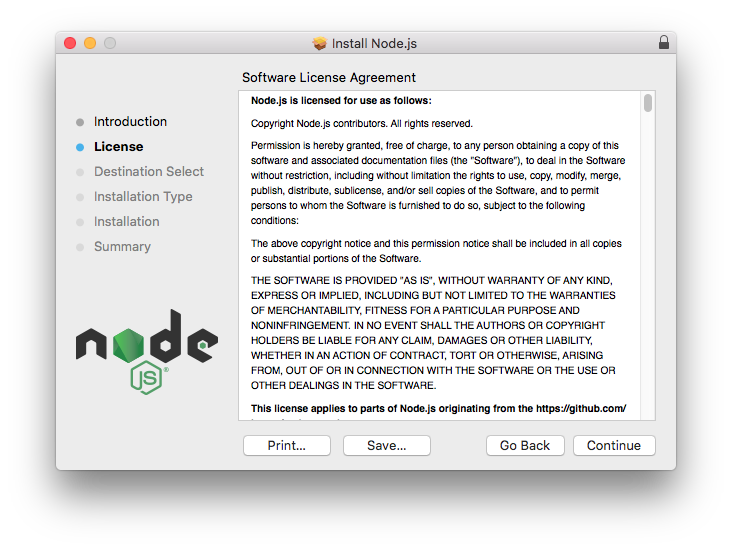 Install Node.js
Software License Agreement
Introduction
License
Destination Select
Installation Type
Installation
Summary
node
JS®
Node.js is licensed for use as follows:
Copyright Node.js contributors. All rights reserved.
Permission is hereby granted, free of charge, to any person obtaining a copy of this
software and associated documentation files (the "Software"), to deal in the Software
without restriction, including without limitation the rights to use, copy, modify, merge,
publish, distribute, sublicense, and/or sell copies of the Software, and to permit
persons to whom the Software is furnished to do so, subject to the following
conditions:
The above copyright notice and this permission notice shall be included in all copies
or substantial portions of the Software.
THE SOFTWARE IS PROVIDED "AS IS", WITHOUT WARRANTY OF ANY KIND,
EXPRESS OR IMPLIED, INCLUDING BUT NOT LIMITED TO THE WARRANTIES
OF MERCHANTABILITY, FITNESS FOR A PARTICULAR PURPOSE AND
NONINFRINGEMENT. IN NO EVENT SHALL THE AUTHORS OR COPYRIGHT
HOLDERS BE LIABLE FOR ANY CLAIM, DAMAGES OR OTHER LIABILITY,
WHETHER IN AN ACTION OF CONTRACT, TORT OR OTHERWISE, ARISING
FROM, OUT OF OR IN CONNECTION WITH THE SOFTWARE OR THE USE OR
OTHER DEALINGS IN THE SOFTWARE.
This license applies to parts of Node.js originating from the https://github.com/
Print...
Save...
Go Back
Continue